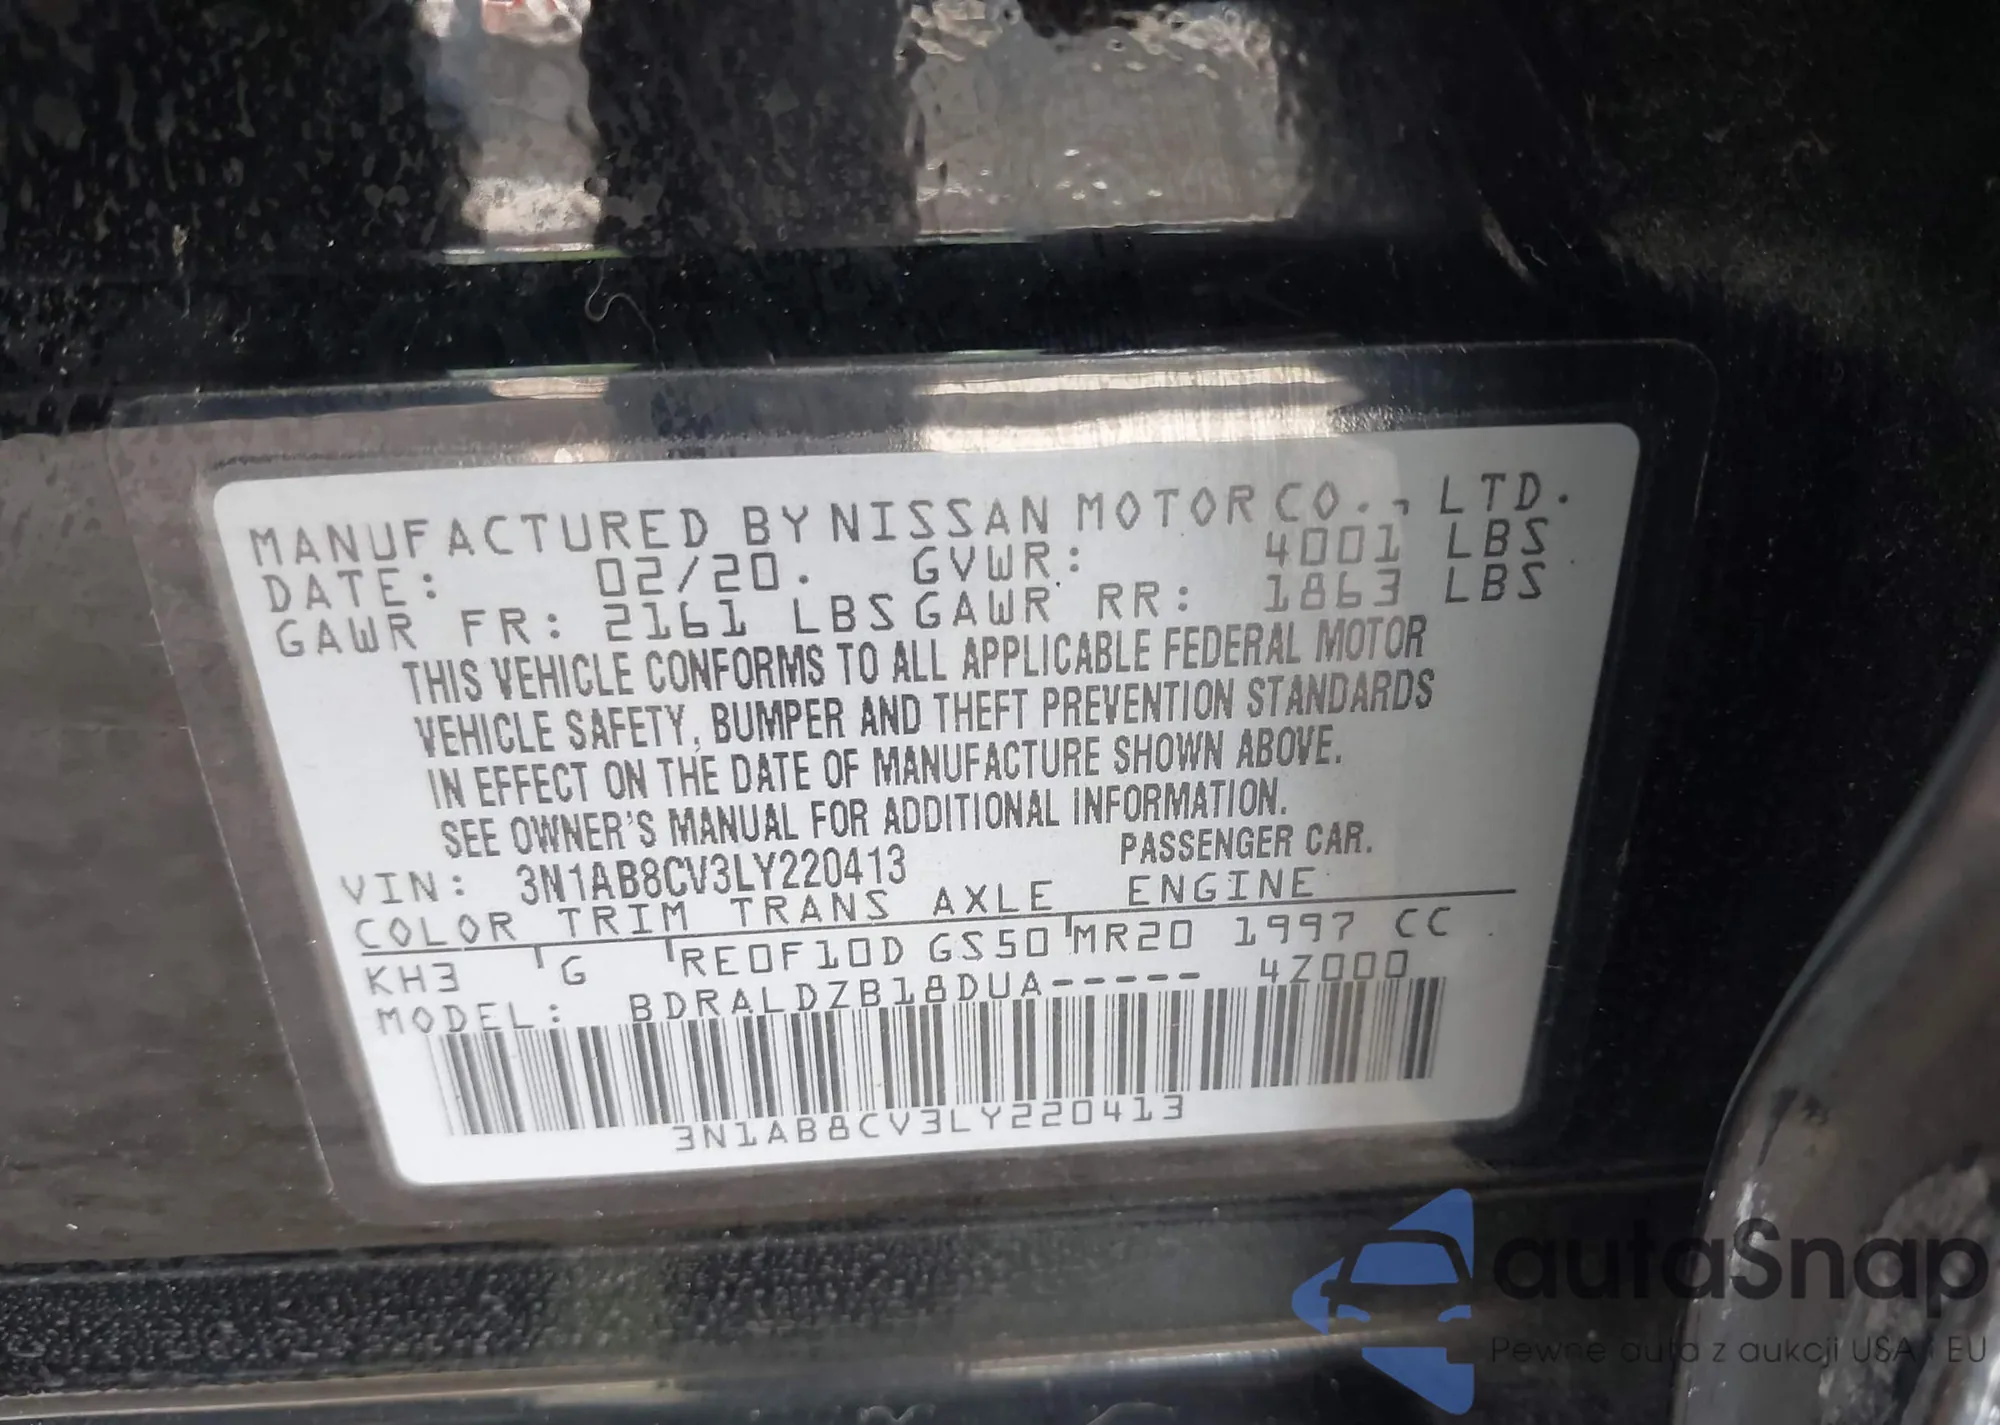 MANUFACTURED BY NISSAN MOTOR CO., LTD.
DATE: 02/20. GVWR: 4001 LBS
GAWR FR: 2161 LBS GAWR RR: 1863 LBS
THIS VEHICLE CONFORMS TO ALL APPLICABLE FEDERAL MOTOR
VEHICLE SAFETY, BUMPER AND THEFT PREVENTION STANDARDS
IN EFFECT ON THE DATE OF MANUFACTURE SHOWN ABOVE.
SEE OWNER'S MANUAL FOR ADDITIONAL INFORMATION.
VIN: 3N1AB8CV3LY220413 PASSENGER CAR.
COLOR TRIM TRANS AXLE ENGINE
KH3 G RE0F10D GS50 MR20 1997 CC
MODEL: BDRALDZB18DUA----- 4Z000
3N1AB8CV3LY220413
autaSnap
Pewne auta z aukcji USA i EU